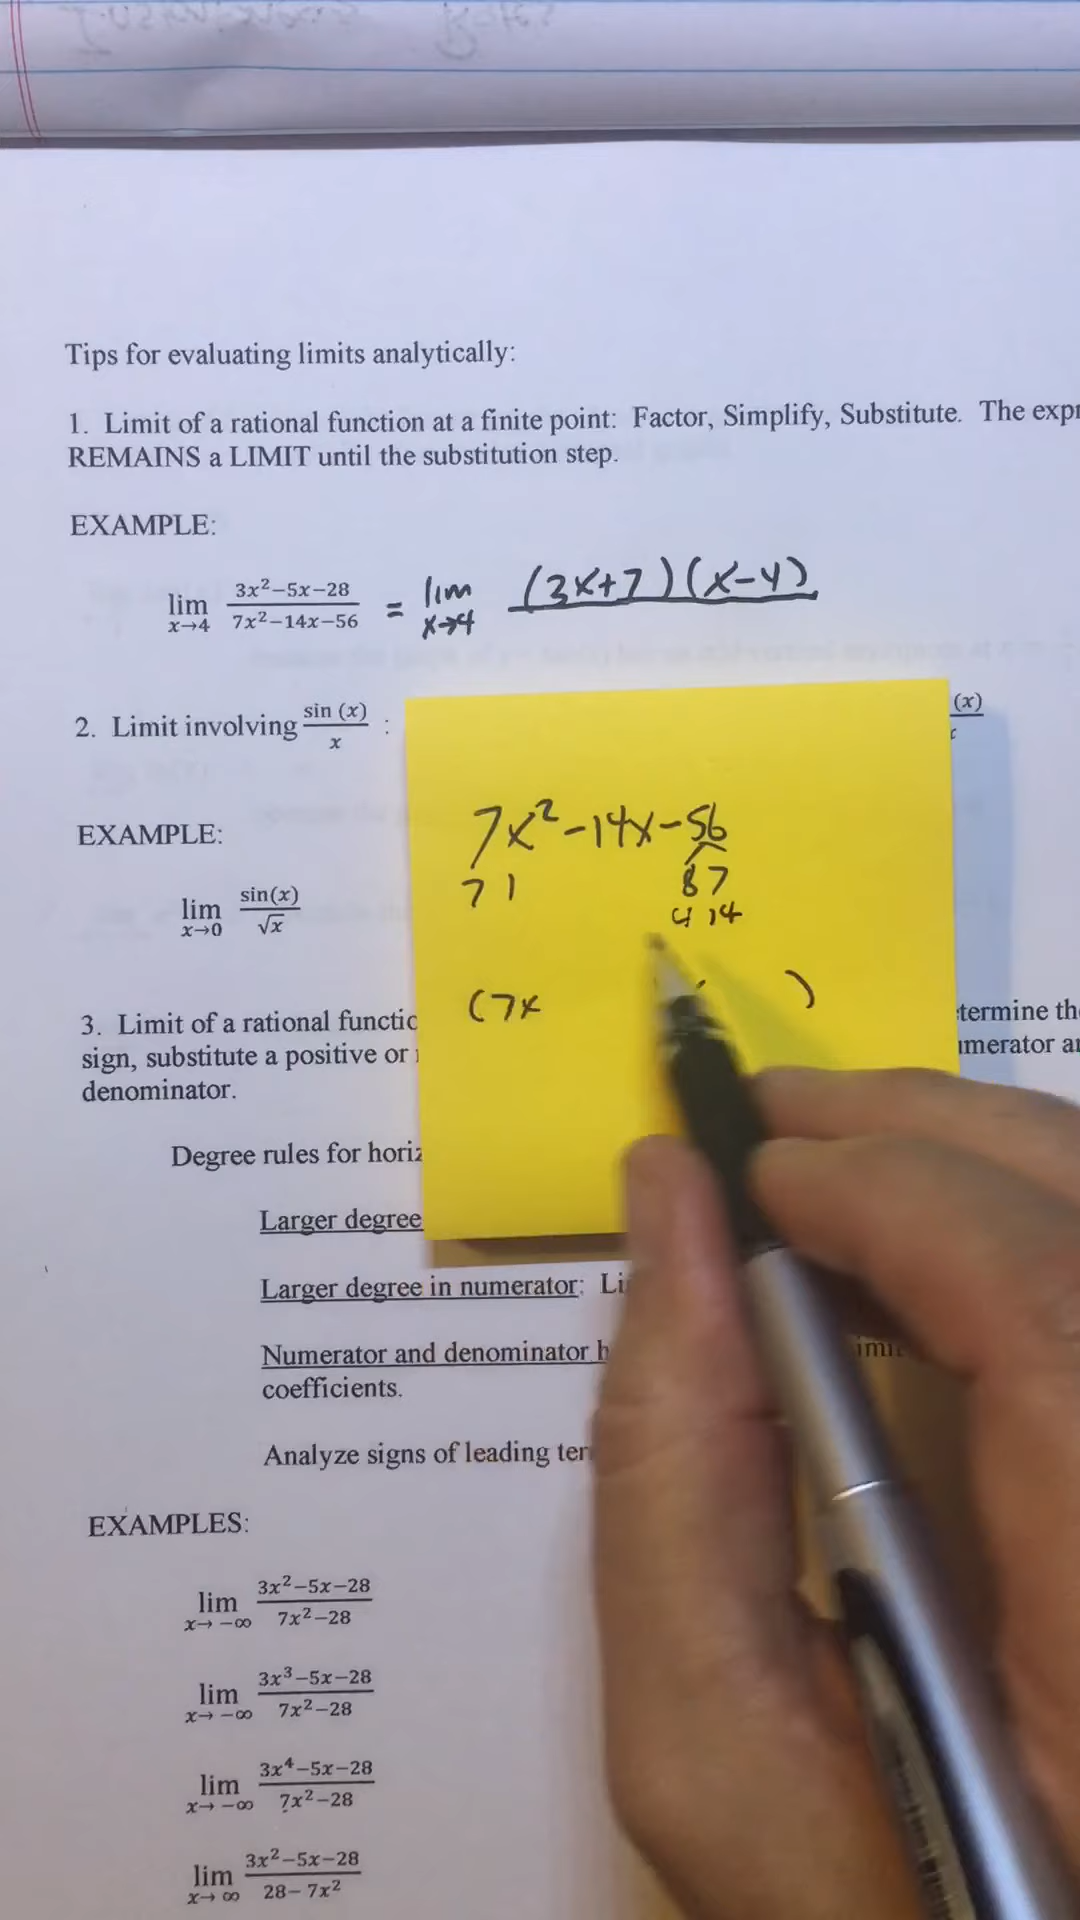 Tips for evaluating limits analytically:
1. Limit of a rational function at a finite point: Factor, Simplify, Substitute. The expr
REMAINS a LIMIT until the substitution step.
EXAMPLE:
lim x→4 3x²−5x−28 / 7x²−14x−56 = lim x→4 (3x+7)(x−4)
2. Limit involving sin (x) / x : (x)
7x²−14x−56
7 1 8 7
4 14
EXAMPLE:
lim x→0 sin(x) / √x
(7x )
3. Limit of a rational functio termine th
sign, substitute a positive or umerator an
denominator.
Degree rules for horiz
Larger degree
Larger degree in numerator: Li
Numerator and denominator h imit
coefficients.
Analyze signs of leading ter
EXAMPLES:
lim x→ −∞ 3x²−5x−28 / 7x²−28
lim x→ −∞ 3x³−5x−28 / 7x²−28
lim x→ −∞ 3x⁴−5x−28 / 7x²−28
lim x→ ∞ 3x²−5x−28 / 28− 7x²